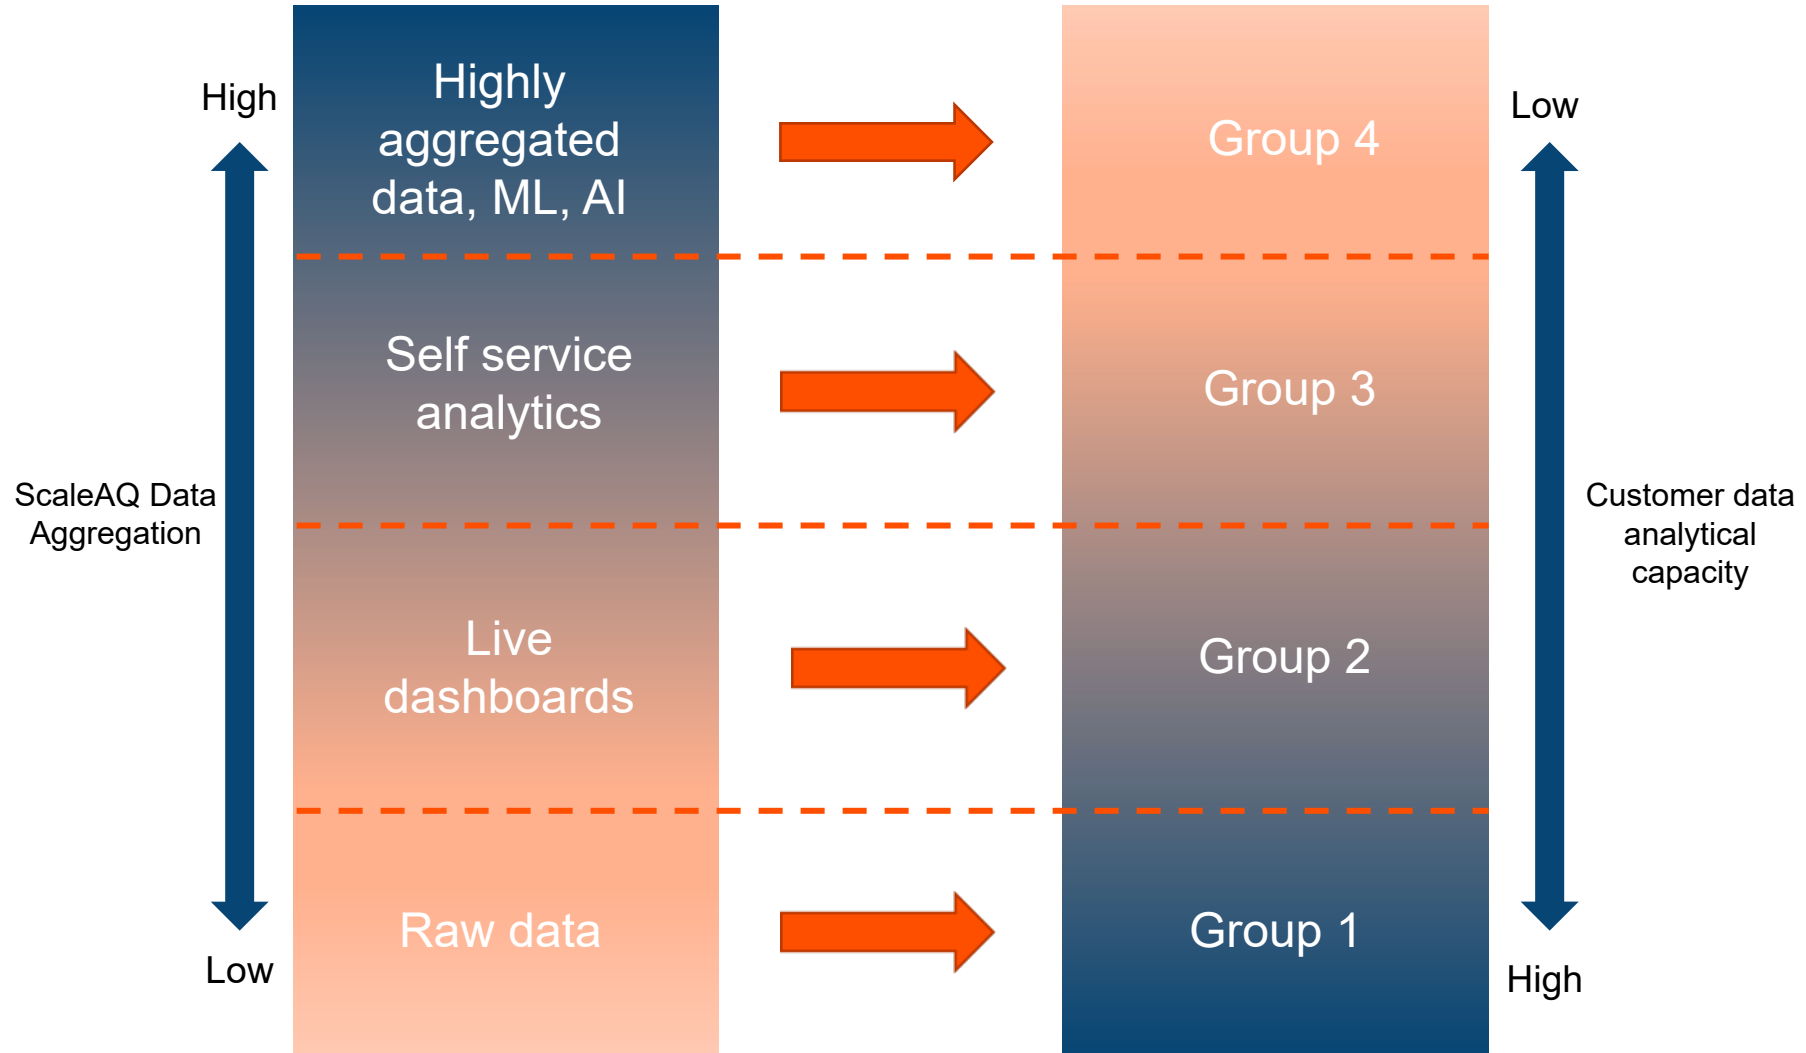 High
Highly
aggregated
data, ML, AI
Group 4
Low
Self service
analytics
Group 3
ScaleAQ Data
Aggregation
Customer data
analytical
capacity
Live
dashboards
Group 2
Raw data
Group 1
Low
High